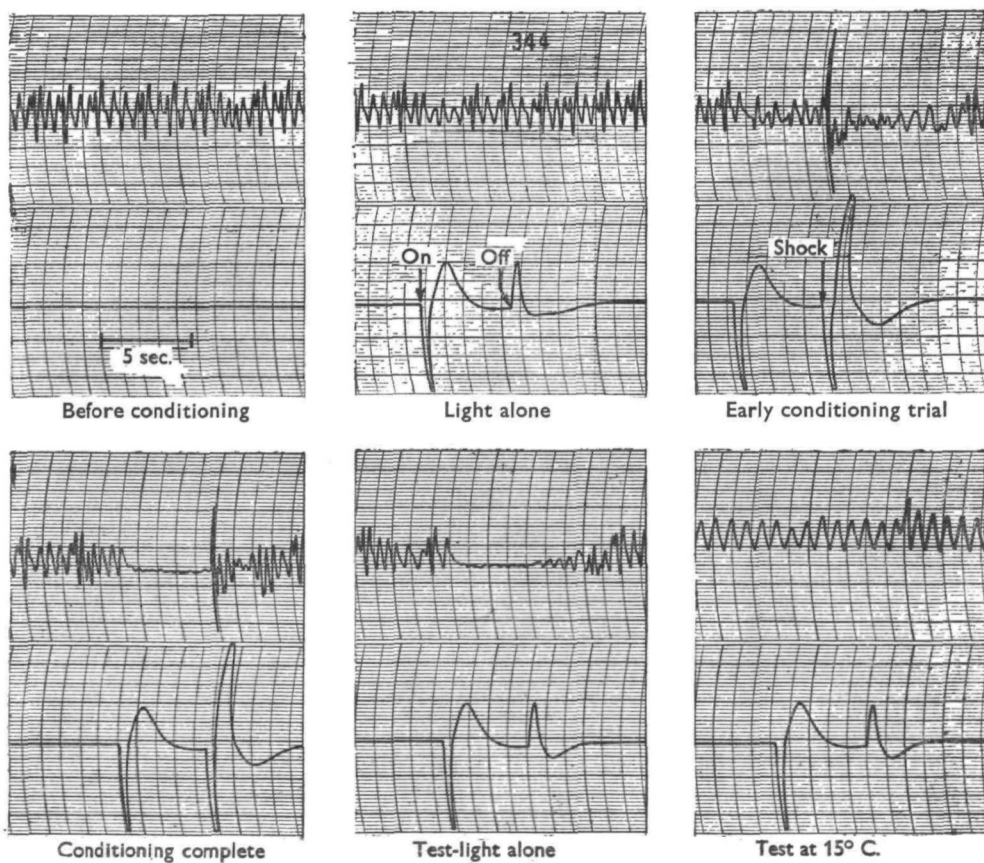 344
On
Off
Shock
5 sec.
Before conditioning
Light alone
Early conditioning trial
Conditioning complete
Test-light alone
Test at 15° C.